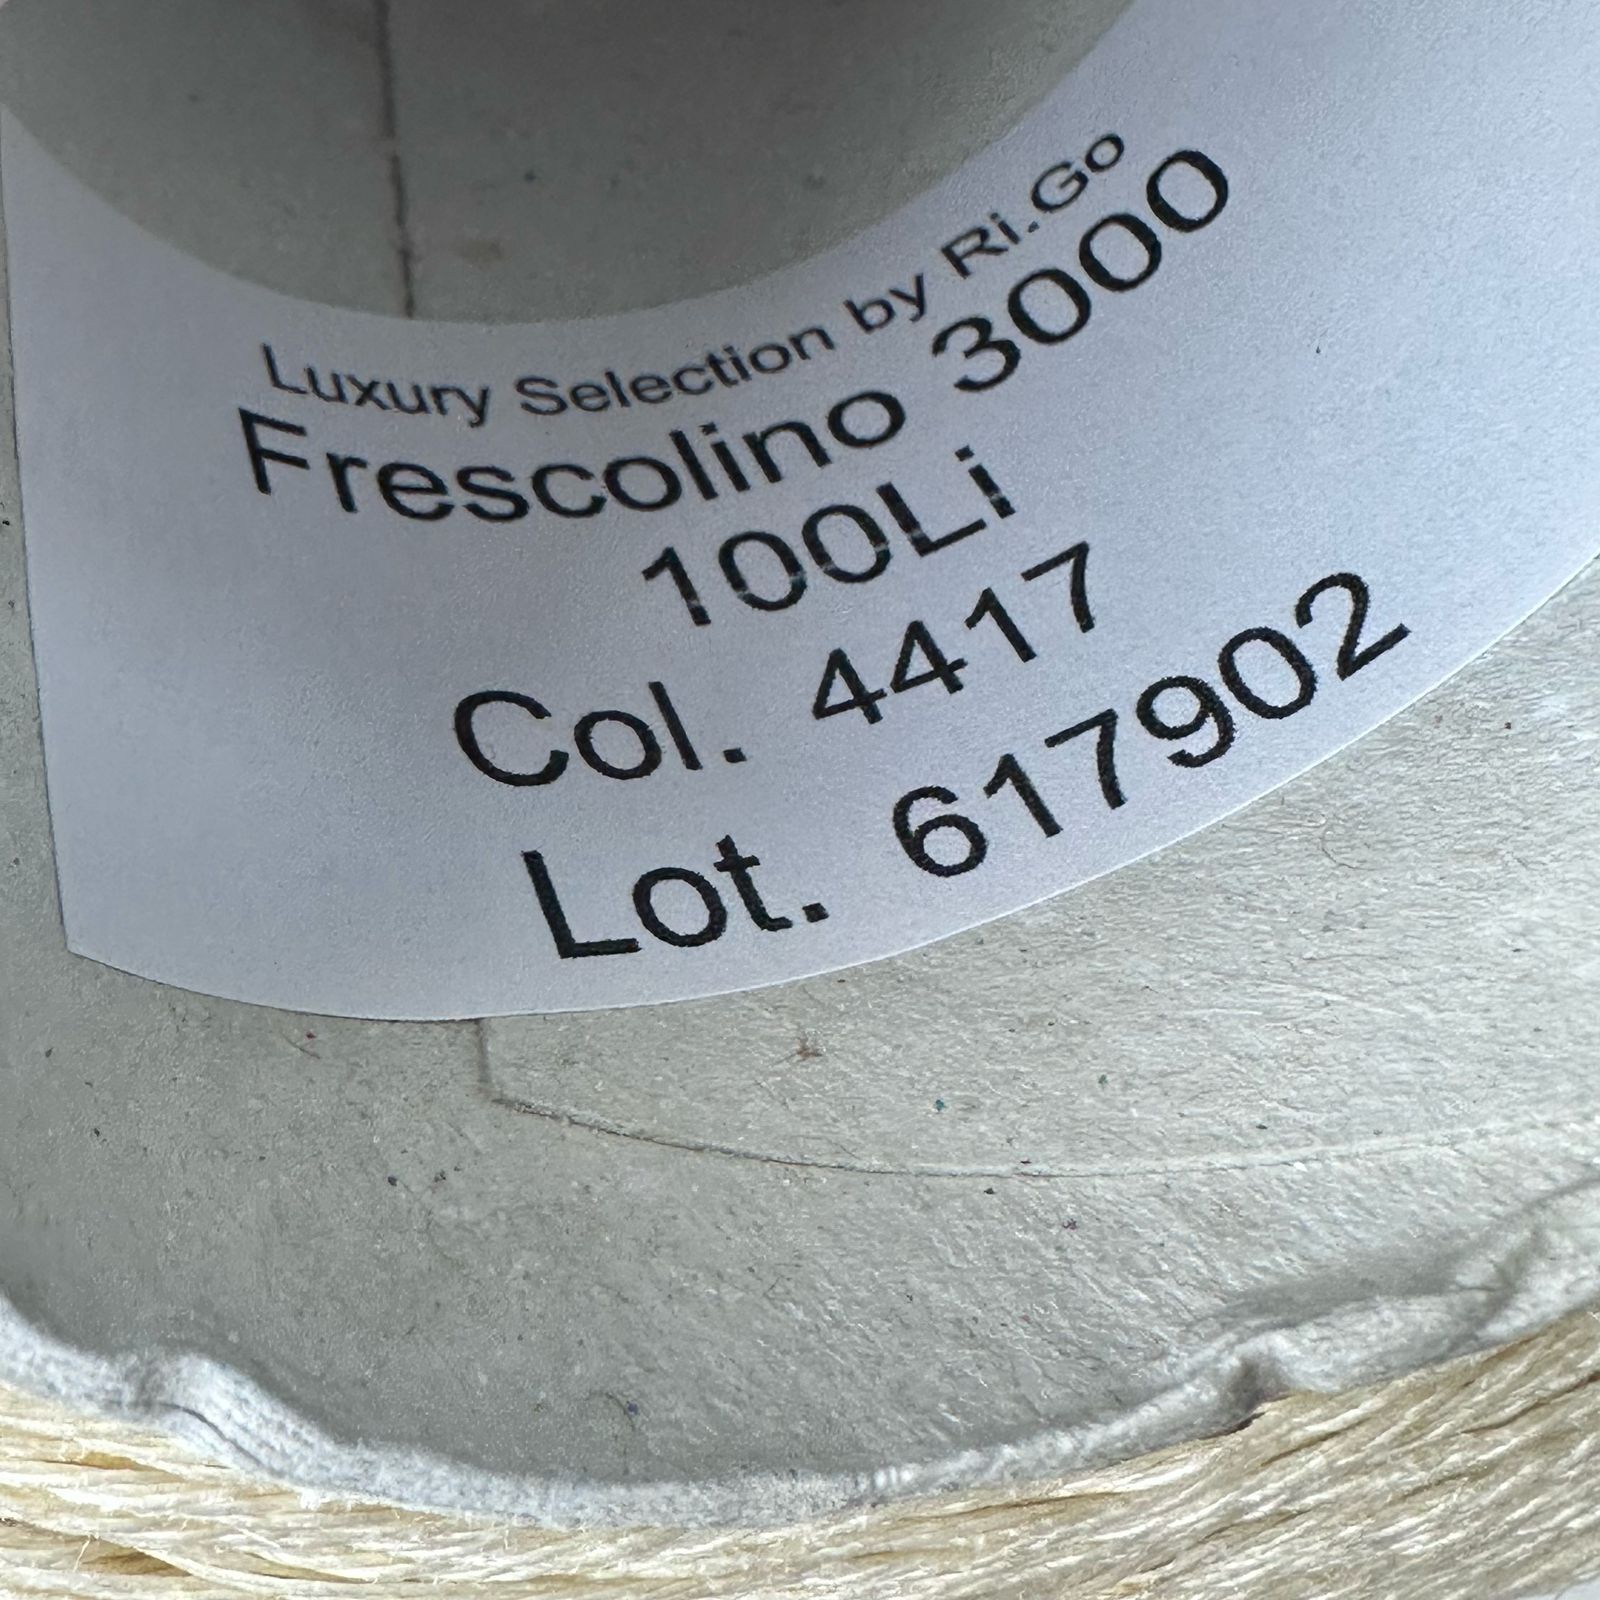 Luxury Selection by Ri.Go
Frescolino 3000
100Li
Col. 4417
Lot. 617902